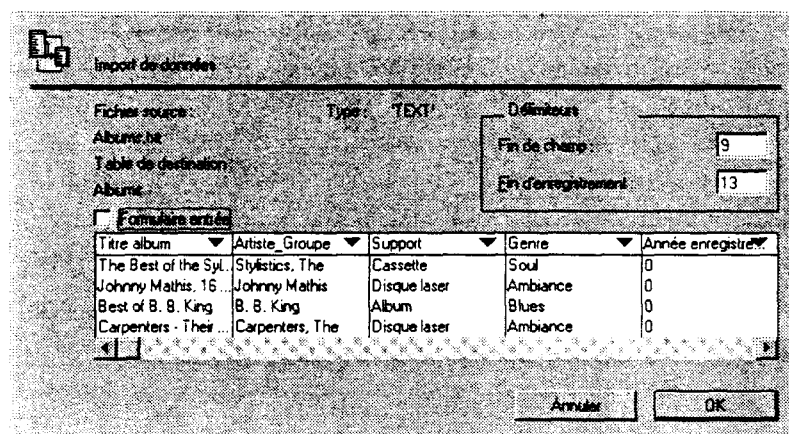 Import de données
Fichier source :
Type : 'TEXT'
Albums.txt
Table de destination :
Albums
Délimiteurs
Fin de champ : 9
Fin d'enregistrement : 13
Formulaire entrée
Titre album Artiste_Groupe Support Genre Année enregistre...
The Best of the SyL.. Stylistics, The Cassette Soul 0
Johnny Mathis, 16 ... Johnny Mathis Disque laser Ambiance 0
Best of B. B. King B. B. King Album Blues 0
Carpenters - Their ... Carpenters, The Disque laser Ambiance 0
Annuler OK